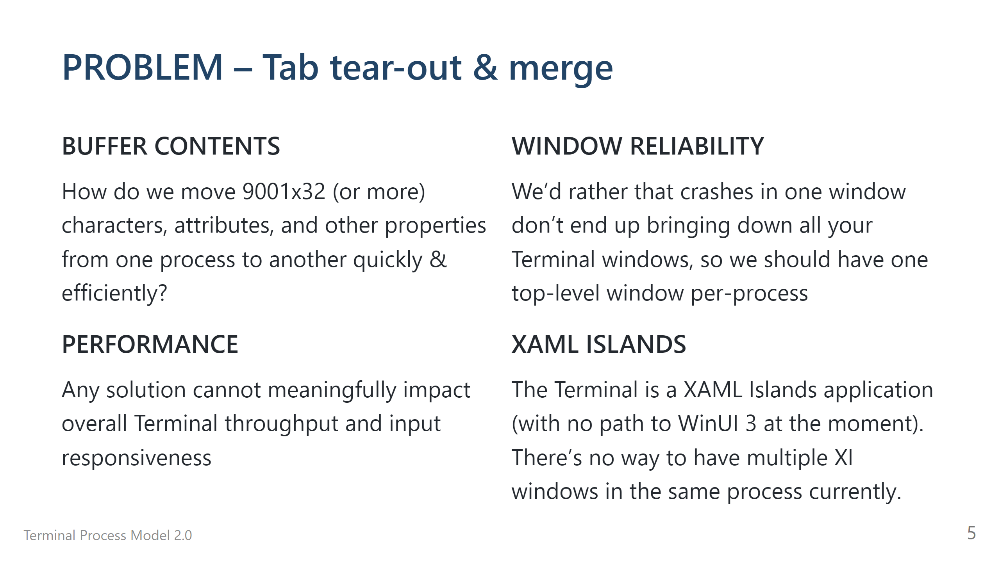 PROBLEM – Tab tear-out & merge
BUFFER CONTENTS
How do we move 9001x32 (or more)
characters, attributes, and other properties
from one process to another quickly &
efficiently?
PERFORMANCE
Any solution cannot meaningfully impact
overall Terminal throughput and input
responsiveness
WINDOW RELIABILITY
We’d rather that crashes in one window
don’t end up bringing down all your
Terminal windows, so we should have one
top-level window per-process
XAML ISLANDS
The Terminal is a XAML Islands application
(with no path to WinUI 3 at the moment).
There’s no way to have multiple XI
windows in the same process currently.
Terminal Process Model 2.0
5